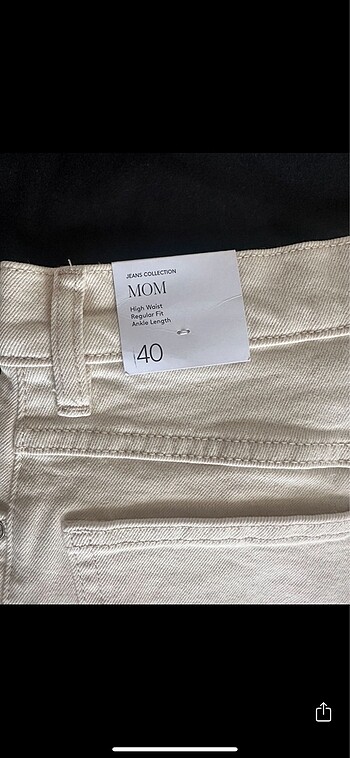 JEANS COLLECTION
MOM
High Waist
Regular Fit
Ankle Length
40